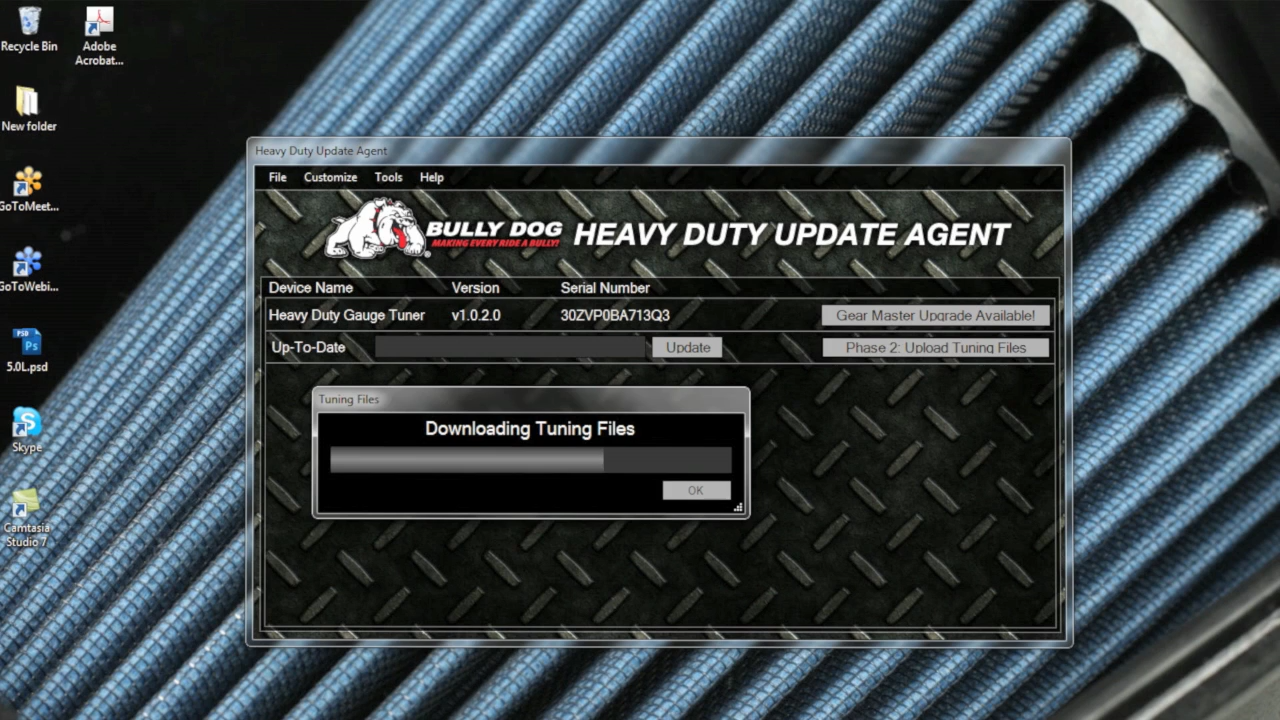 Recycle Bin
Adobe
Acrobat...
New folder
GoToMeet...
GoToWebi...
PSD
Ps
5.0L.psd
Skype
Camtasia
Studio 7
Heavy Duty Update Agent
File Customize Tools Help
BULLY DOG
MAKING EVERY RIDE A BULLY!
HEAVY DUTY UPDATE AGENT
Device Name Version Serial Number
Heavy Duty Gauge Tuner v1.0.2.0 30ZVP0BA713Q3 Gear Master Upgrade Available!
Up-To-Date Update Phase 2: Upload Tuning Files
Tuning Files
Downloading Tuning Files
OK